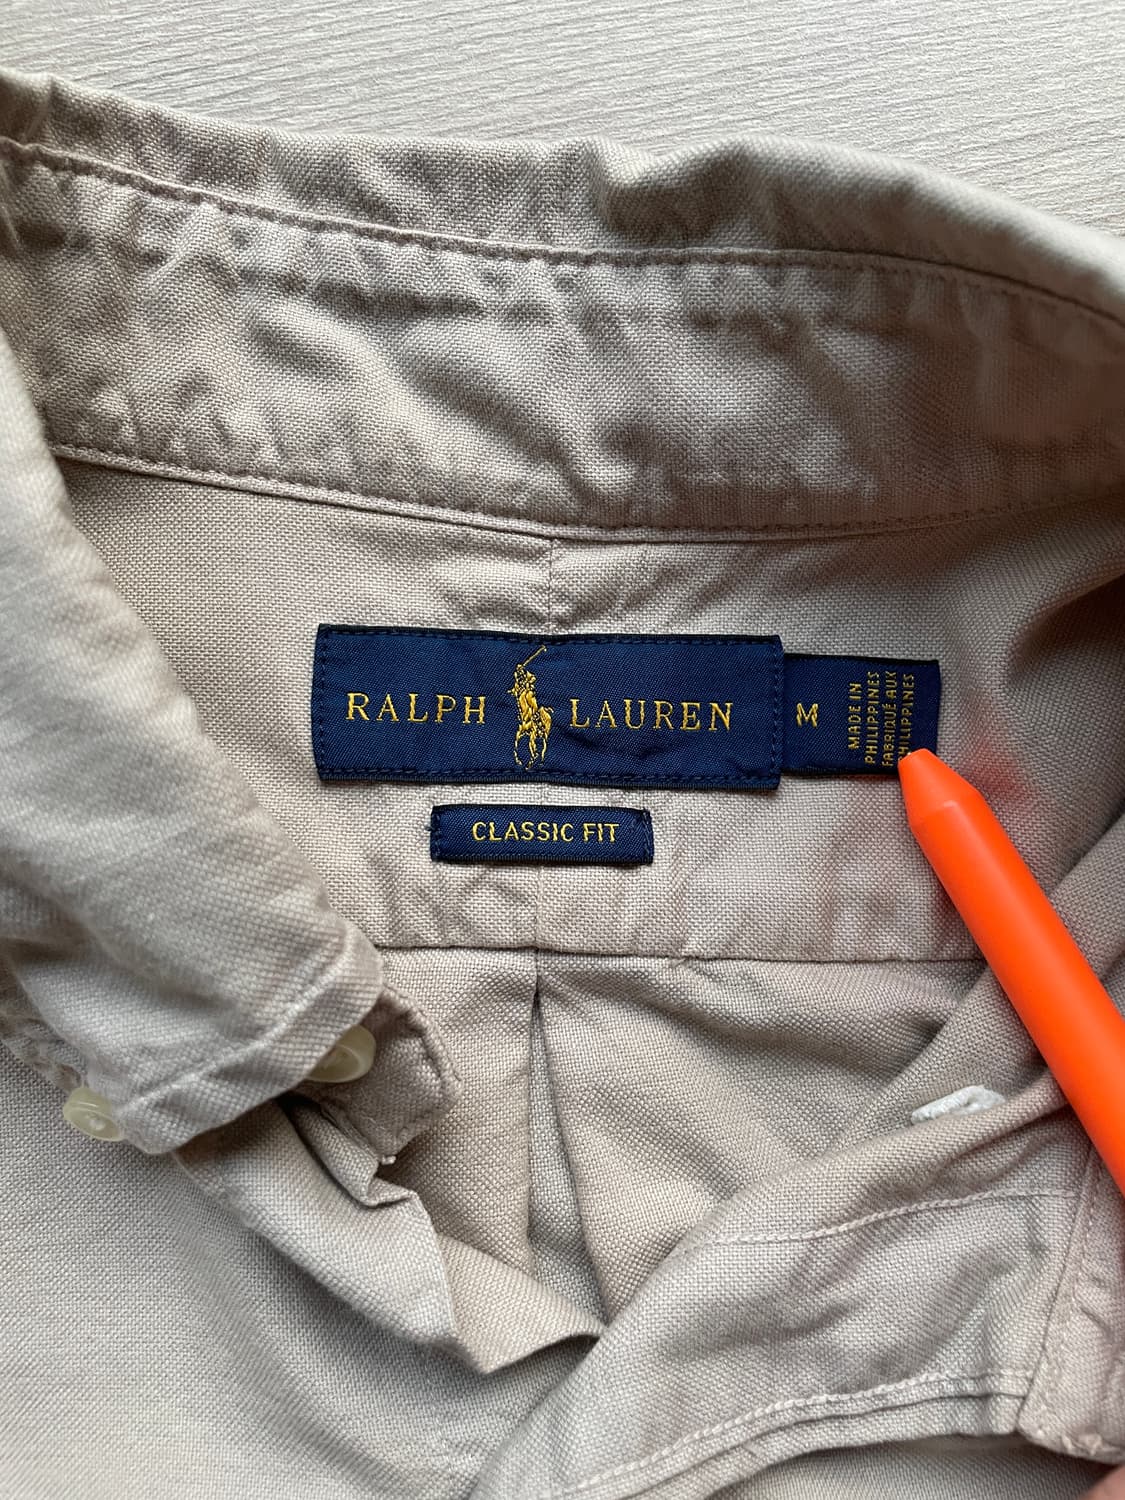 RALPH LAUREN
M
MADE IN
PHILIPPINES
FABRIQUÉ AUX
PHILIPPINES
CLASSIC FIT